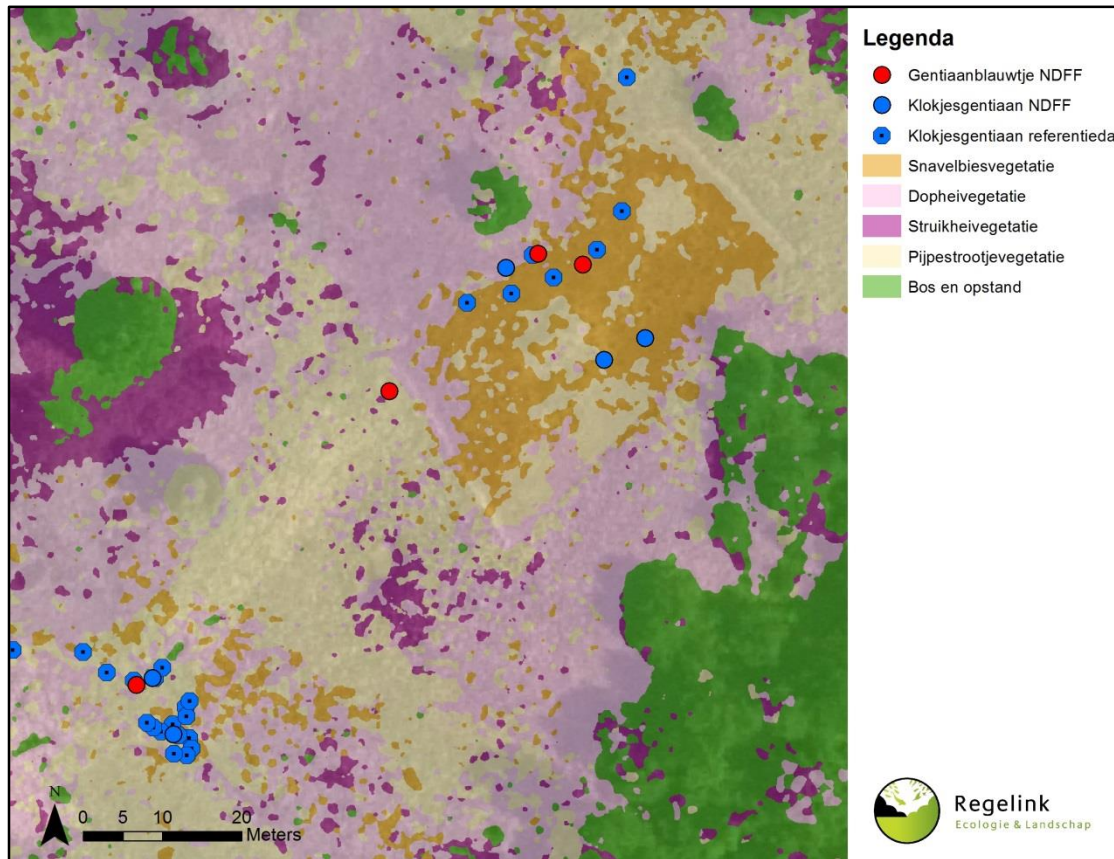 Legenda
Gentiaanblauwtje NDFF
Klokjesgentiaan NDFF
Klokjesgentiaan referentieda
Snavelbiesvegetatie
Dopheivegetatie
Struikheivegetatie
Pijpestrootjevegetatie
Bos en opstand
N
0 5 10 20
Meters
Regelink
Ecologie & Landschap